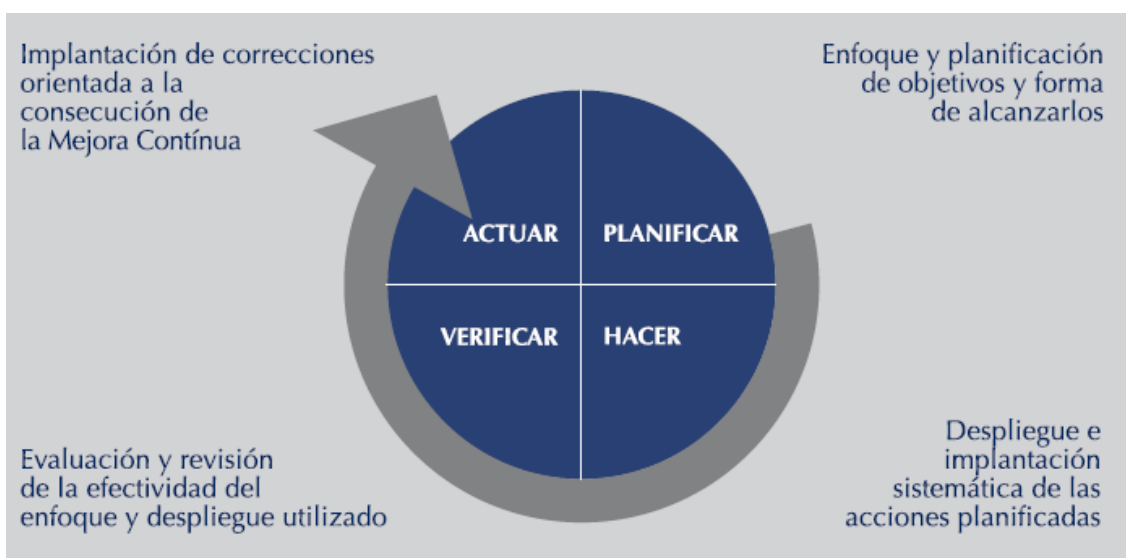 Implantación de correcciones
orientada a la
consecución de
la Mejora Contínua
Enfoque y planificación
de objetivos y forma
de alcanzarlos
ACTUAR
PLANIFICAR
VERIFICAR
HACER
Evaluación y revisión
de la efectividad del
enfoque y despliegue utilizado
Despliegue e
implantación
sistemática de las
acciones planificadas